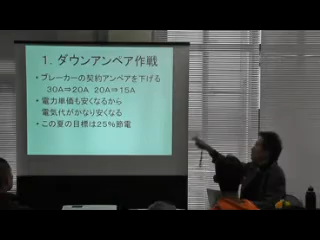 1. ダウンアンペア作戦
• ブレーカーの契約アンペアを下げる
30A⇒20A 20A⇒15A
• 電力単価も安くなるから
電気代がかなり安くなる
• この夏の目標は25%節電